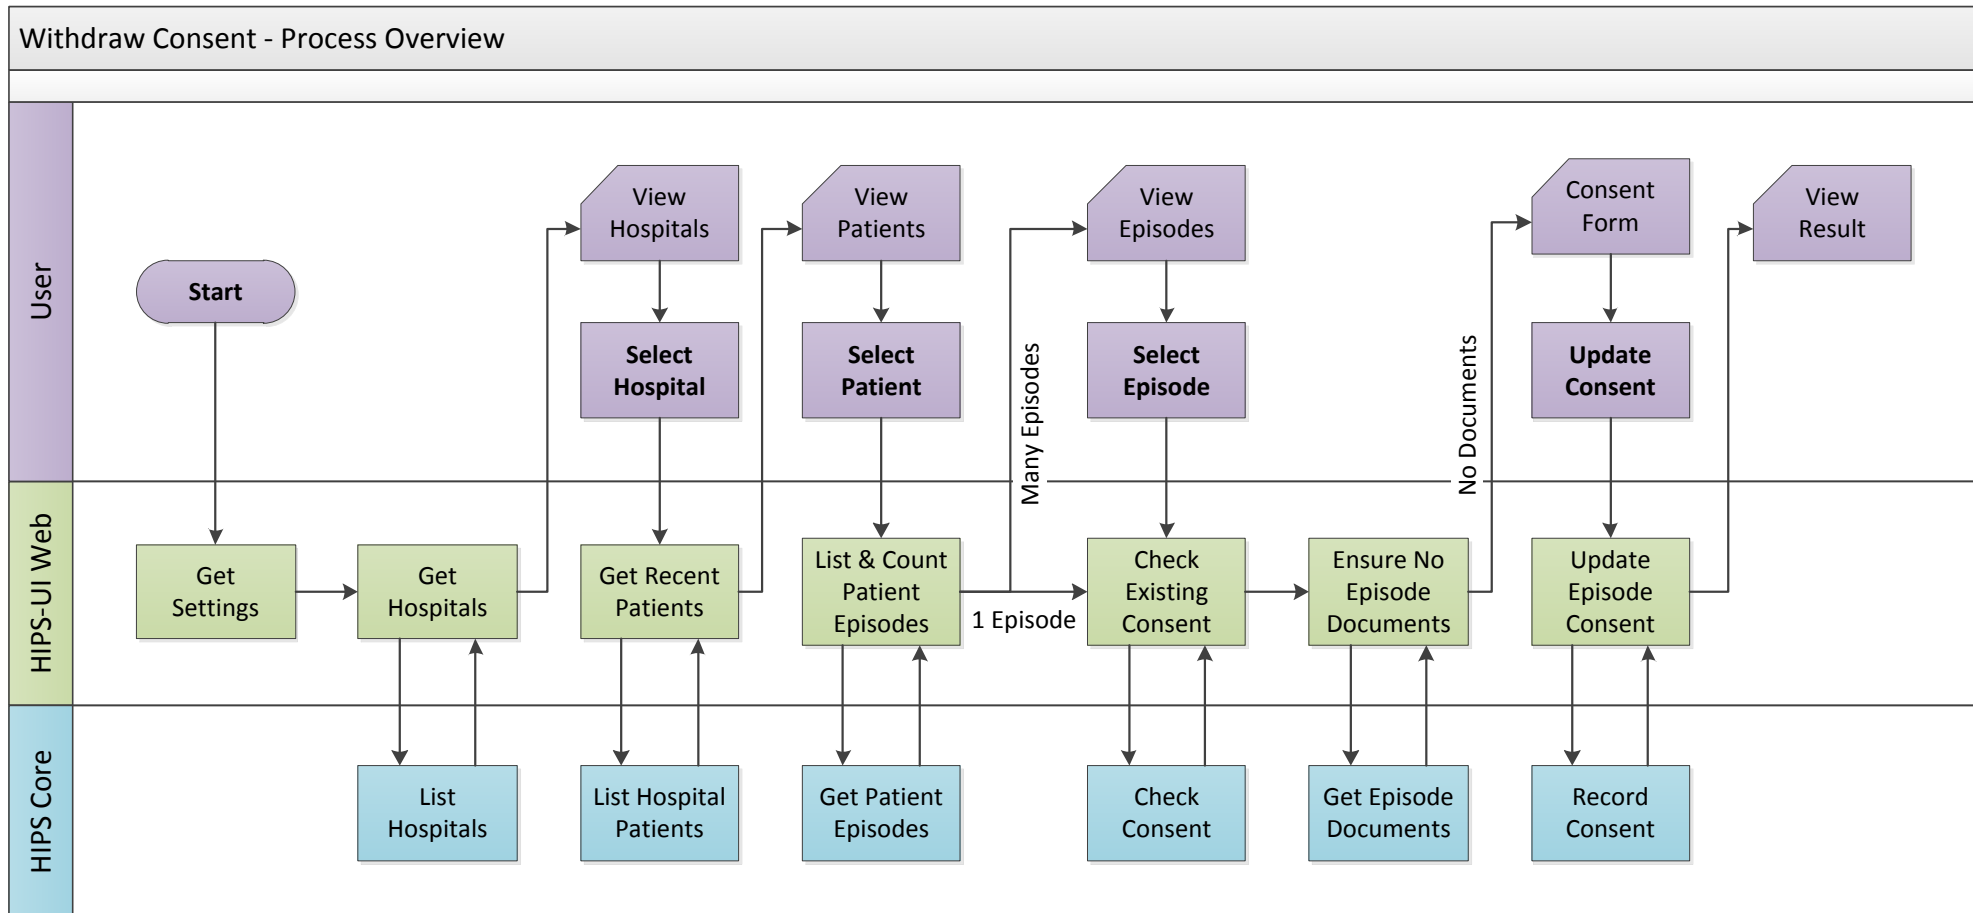 Withdraw Consent - Process Overview
User
View
Hospitals
View
Patients
View
Episodes
Consent
Form
View
Result
Start
Select
Hospital
Select
Patient
Many Episodes
Select
Episode
No Documents
Update
Consent
HIPS-UI Web
Get
Settings
Get
Hospitals
Get Recent
Patients
List & Count
Patient
Episodes
1 Episode
Check
Existing
Consent
Ensure No
Episode
Documents
Update
Episode
Consent
HIPS Core
List
Hospitals
List Hospital
Patients
Get Patient
Episodes
Check
Consent
Get Episode
Documents
Record
Consent